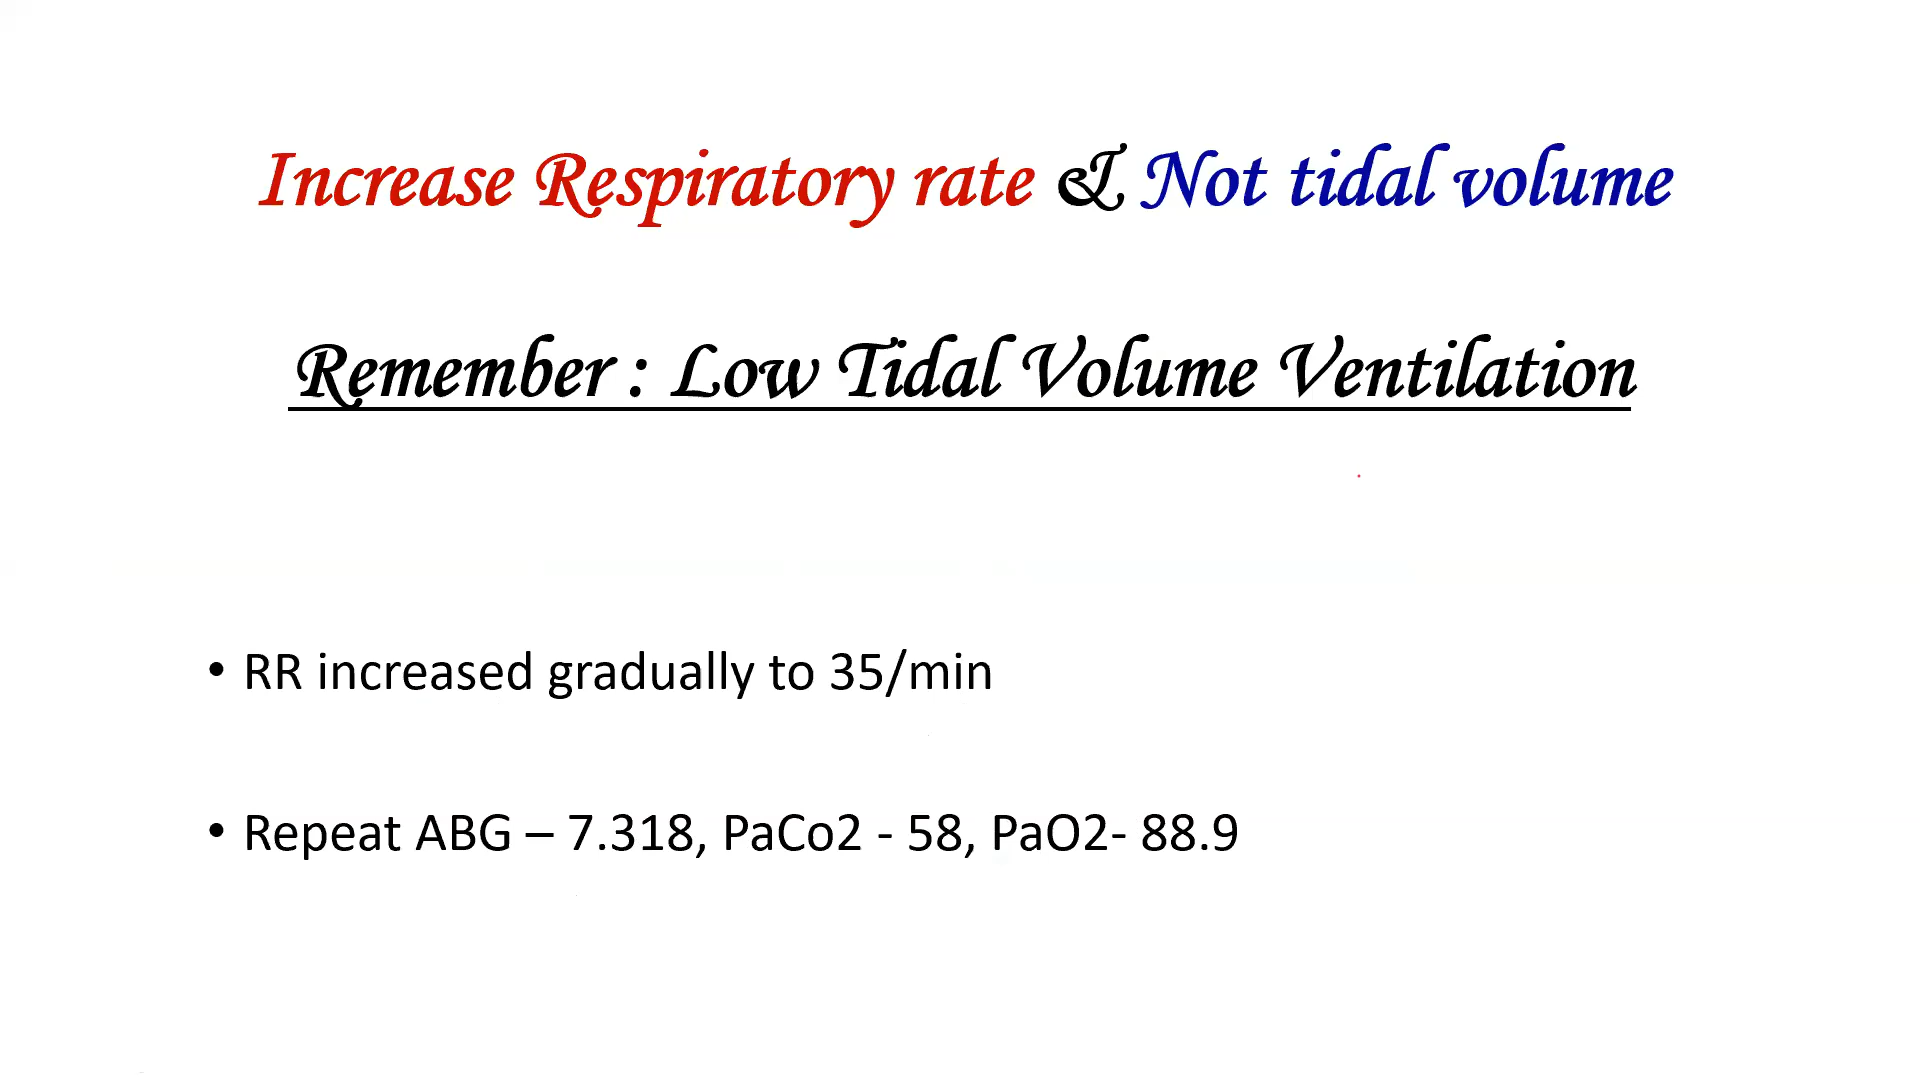 Increase Respiratory rate & Not tidal volume
Remember : Low Tidal Volume Ventilation
• RR increased gradually to 35/min
• Repeat ABG – 7.318, PaCo2 - 58, PaO2- 88.9